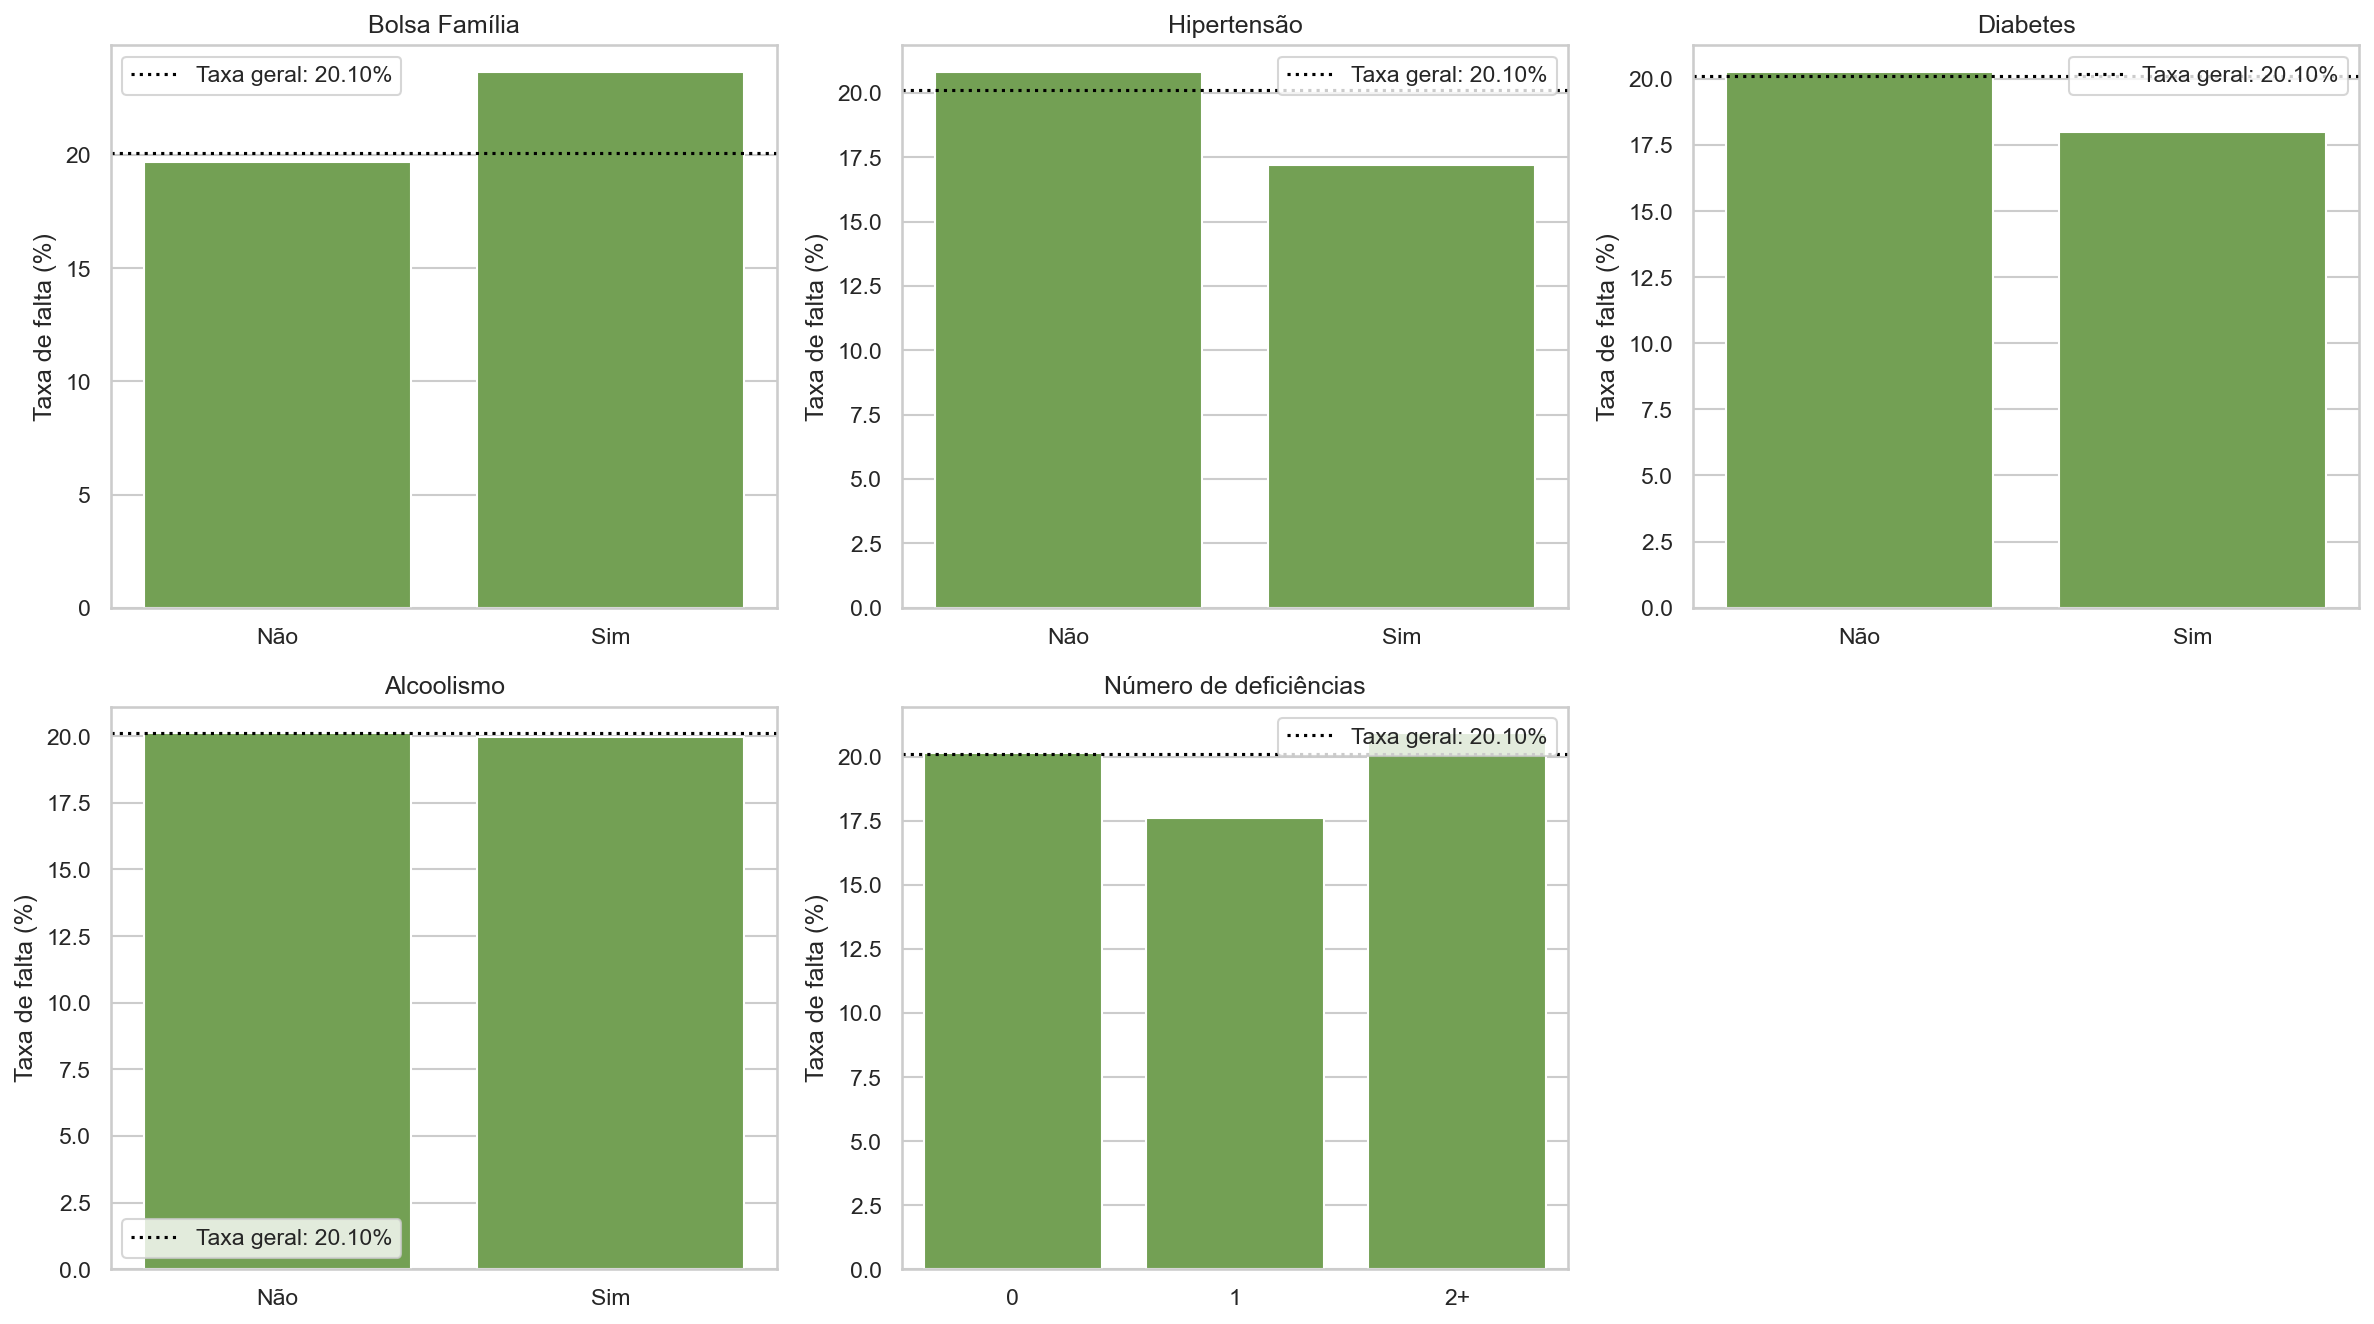 Bolsa Família
Taxa geral: 20.10%
Taxa de falta (%)
20
15
10
5
0
Não
Sim
Hipertensão
Taxa geral: 20.10%
Taxa de falta (%)
20.0
17.5
15.0
12.5
10.0
7.5
5.0
2.5
0.0
Não
Sim
Diabetes
Taxa geral: 20.10%
Taxa de falta (%)
20.0
17.5
15.0
12.5
10.0
7.5
5.0
2.5
0.0
Não
Sim
Alcoolismo
Taxa de falta (%)
20.0
17.5
15.0
12.5
10.0
7.5
5.0
2.5
0.0
Taxa geral: 20.10%
Não
Sim
Número de deficiências
Taxa geral: 20.10%
Taxa de falta (%)
20.0
17.5
15.0
12.5
10.0
7.5
5.0
2.5
0.0
0
1
2+